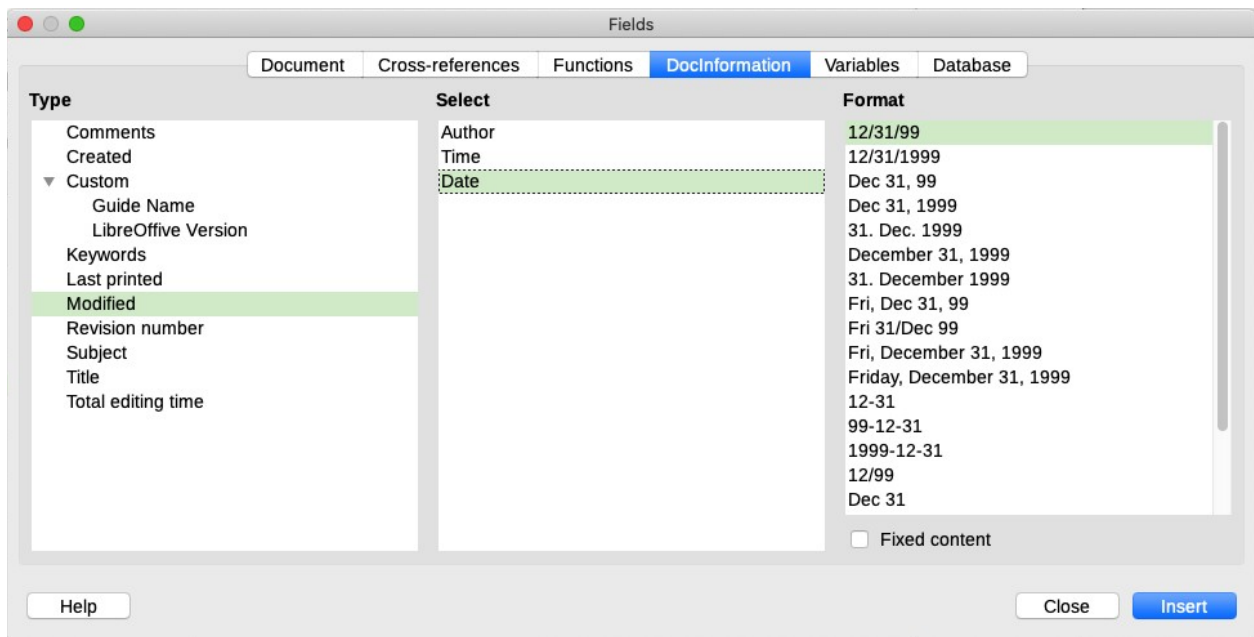 Fields
Document Cross-references Functions DocInformation Variables Database
Type
Comments
Created
Custom
Guide Name
LibreOffive Version
Keywords
Last printed
Modified
Revision number
Subject
Title
Total editing time
Select
Author
Time
Date
Format
12/31/99
12/31/1999
Dec 31, 99
Dec 31, 1999
31. Dec. 1999
December 31, 1999
31. December 1999
Fri, Dec 31, 99
Fri 31/Dec 99
Fri, December 31, 1999
Friday, December 31, 1999
12-31
99-12-31
1999-12-31
12/99
Dec 31
Fixed content
Help Close Insert